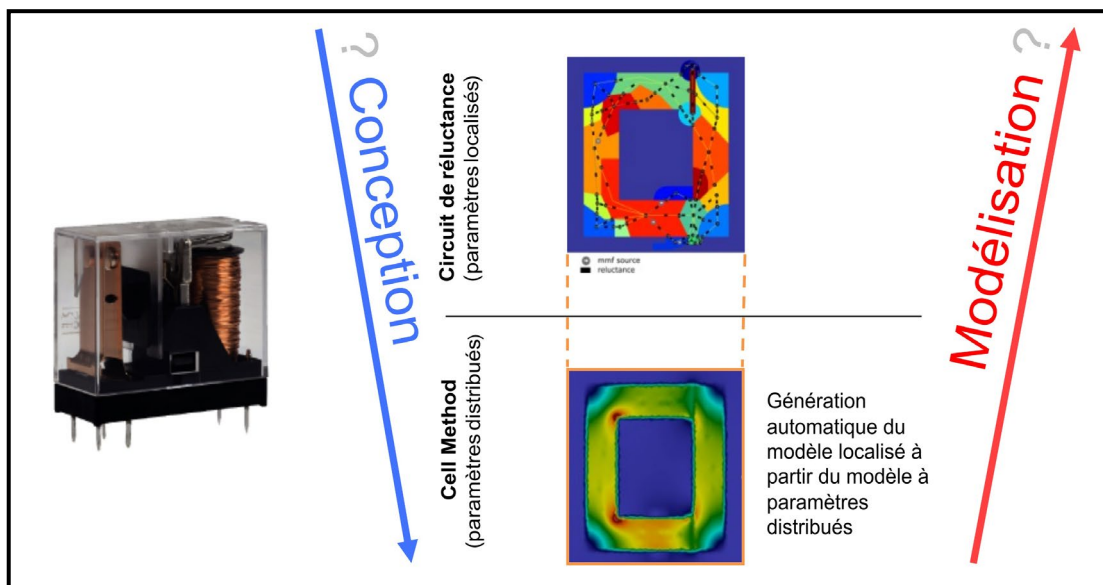 ? Conception
Circuit de réluctance
(paramètres localisés)
mmf source
reluctance
Cell Method
(paramètres distribués)
Génération
automatique du
modèle localisé à
partir du modèle à
paramètres
distribués
Modélisation ?